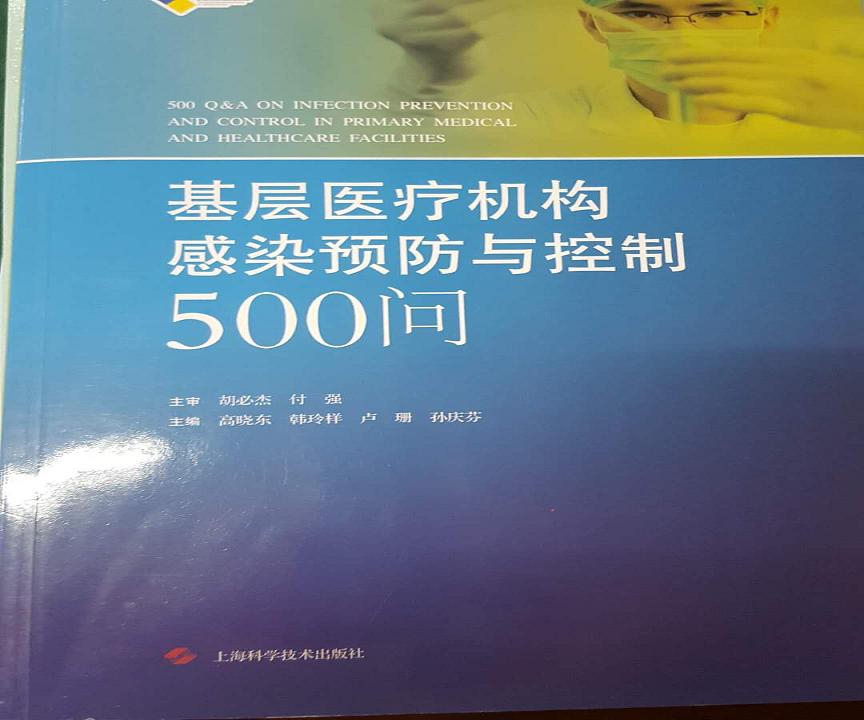 500 Q&A ON INFECTION PREVENTION
AND CONTROL IN PRIMARY MEDICAL
AND HEALTHCARE FACILITIES
基层医疗机构
感染预防与控制
500问
主审 胡必杰 付 强
主编 高晓东 韩玲样 卢 珊 孙庆芬
上海科学技术出版社